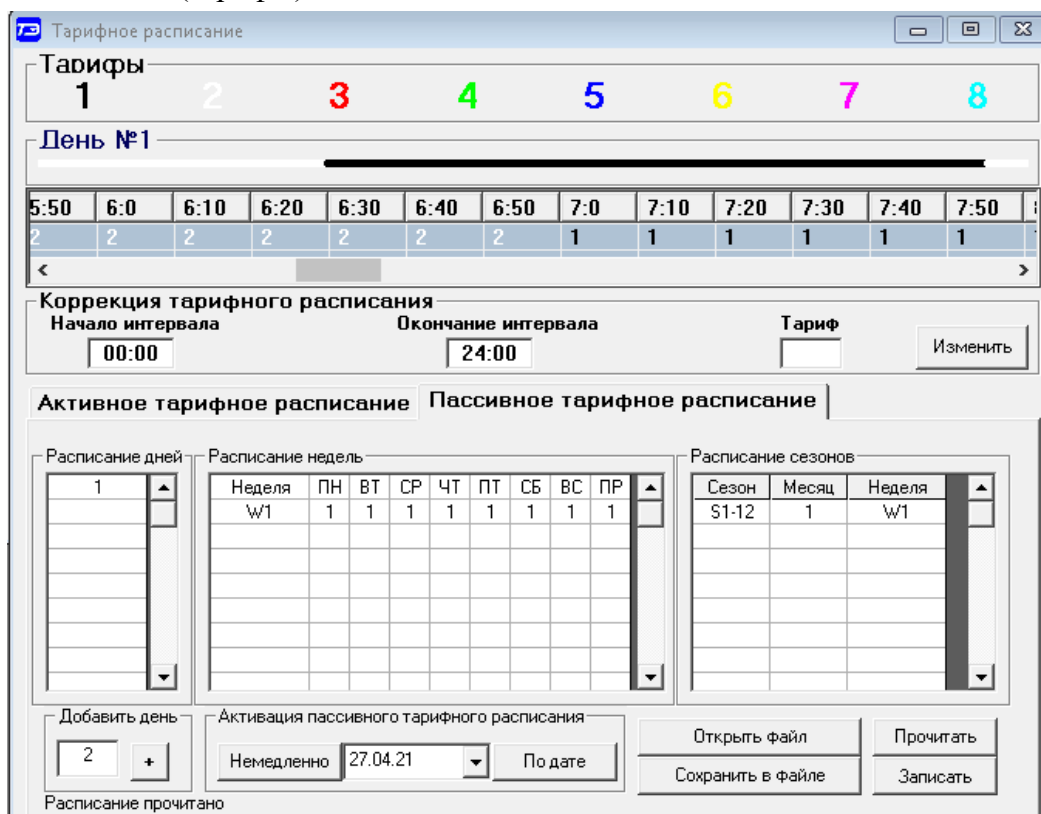 ТЭ Тарифное расписание
Тарифы
1 2 3 4 5 6 7 8
День №1
5:50 6:0 6:10 6:20 6:30 6:40 6:50 7:0 7:10 7:20 7:30 7:40 7:50
2 2 2 2 2 2 2 1 1 1 1 1 1
Коррекция тарифного расписания
Начало интервала Окончание интервала Тариф
00:00 24:00 Изменить
Активное тарифное расписание Пассивное тарифное расписание
Расписание дней Расписание недель Расписание сезонов
1 Неделя ПН ВТ СР ЧТ ПТ СБ ВС ПР Сезон Месяц Неделя
W1 1 1 1 1 1 1 1 1 S1-12 1 W1
Добавить день Активация пассивного тарифного расписания
Открыть файл Прочитать
2 + Немедленно 27.04.21 По дате
Сохранить в файле Записать
Расписание прочитано